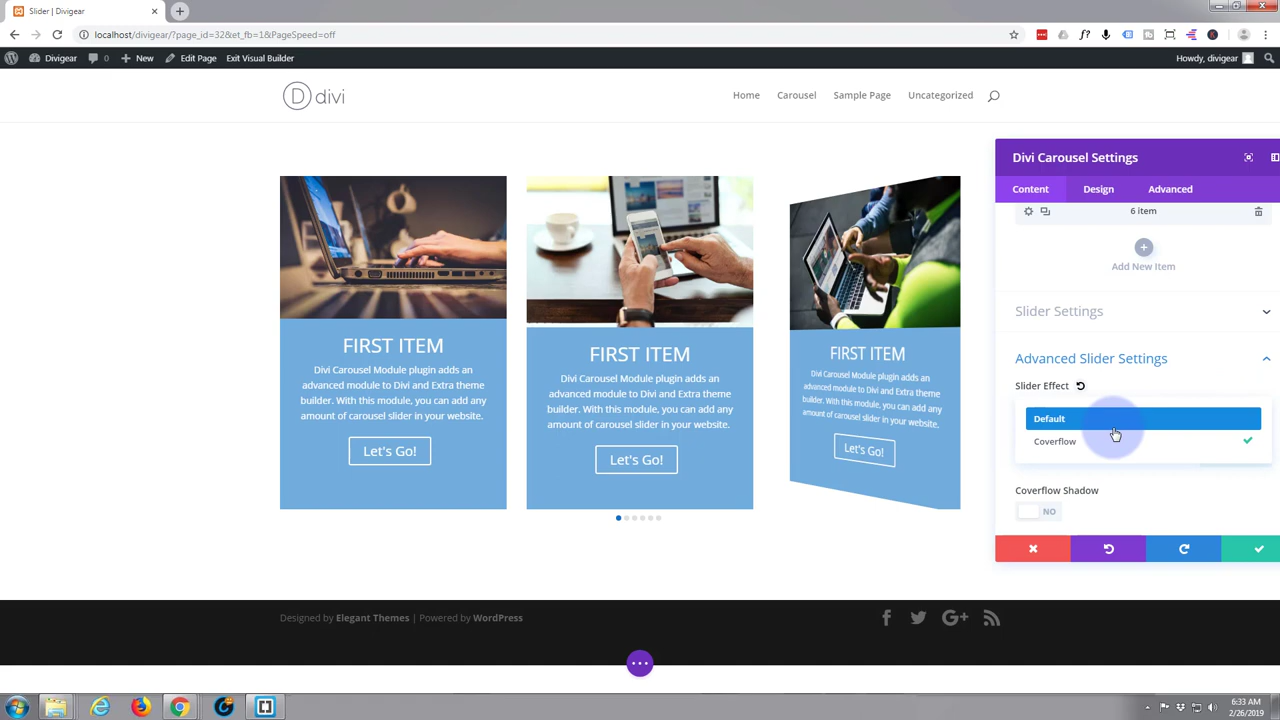 Slider | Divigear
localhost/divigear/?page_id=32&et_fb=1&PageSpeed=off
Divigear
0
New
Edit Page
Exit Visual Builder
Howdy, divigear
D divi
Home
Carousel
Sample Page
Uncategorized
FIRST ITEM
Divi Carousel Module plugin adds an
advanced module to Divi and Extra theme
builder. With this module, you can add any
amount of carousel slider in your website.
Let's Go!
FIRST ITEM
Divi Carousel Module plugin adds an
advanced module to Divi and Extra theme
builder. With this module, you can add any
amount of carousel slider in your website.
Let's Go!
FIRST ITEM
Divi Carousel Module plugin adds an
advanced module to Divi and Extra theme
builder. With this module, you can add any
amount of carousel slider in your website.
Let's Go!
Divi Carousel Settings
Content
Design
Advanced
6 item
Add New Item
Slider Settings
Advanced Slider Settings
Slider Effect
Default
Coverflow
Coverflow Shadow
NO
Designed by Elegant Themes | Powered by WordPress
6:33 AM
2/26/2019